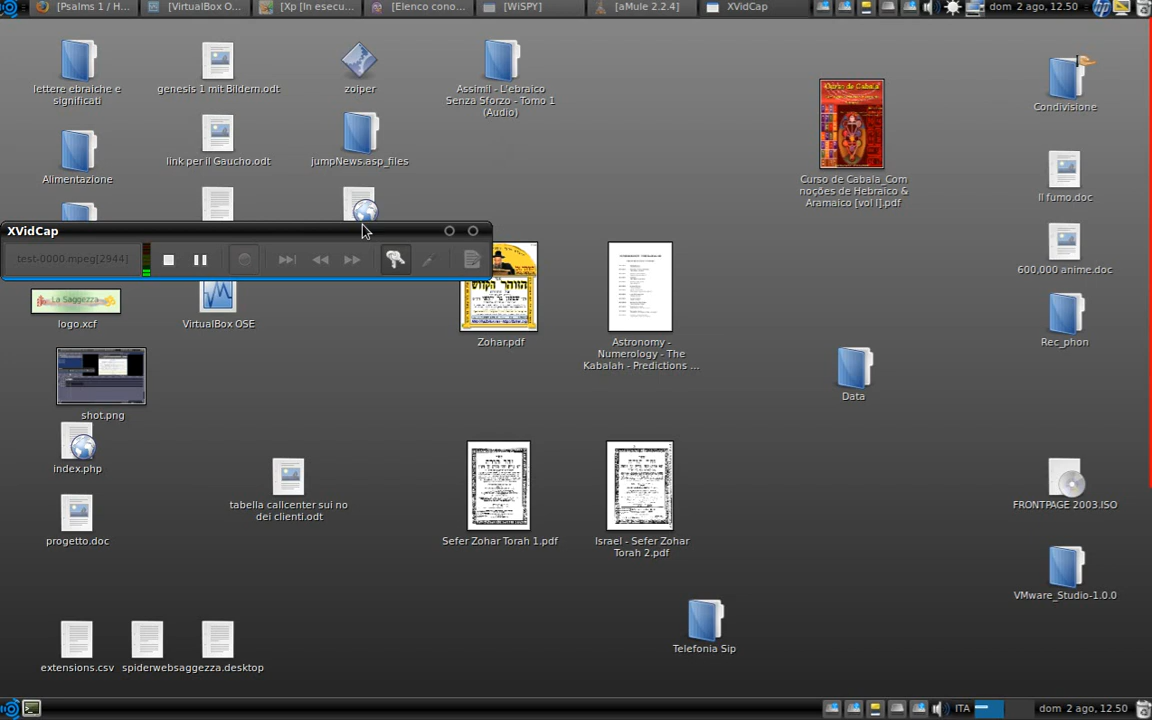 [Psalms 1 / H...
[VirtualBox O...
[Xp [In esecu...
[Elenco cono...
[WiSPY]
[aMule 2.2.4]
XVidCap
dom 2 ago, 12.50
lettere ebraiche e
significati
genesis 1 mit Bildern.odt
zoiper
Assimil - L'ebraico
Senza Sforzo - Tomo 1
(Audio)
Condivisione
Alimentazione
link per il Gaucho.odt
jumpNews.asp_files
Curso de Cabala_Com
noções de Hebraico &
Aramaico [vol I].pdf
Il fumo.doc
XVidCap
test-0000.mpeg[2944]
600,000 anime.doc
La Saggezza
logo.xcf
VirtualBox OSE
Zohar.pdf
Astronomy -
Numerology - The
Kabalah - Predictions ...
Rec_phon
Data
shot.png
index.php
tabella callcenter sui no
dei clienti.odt
FRONTPAGE 2003.ISO
progetto.doc
Sefer Zohar Torah 1.pdf
Israel - Sefer Zohar
Torah 2.pdf
VMware_Studio-1.0.0
Telefonia Sip
extensions.csv
spiderwebsaggezza.desktop
ITA
dom 2 ago, 12.50